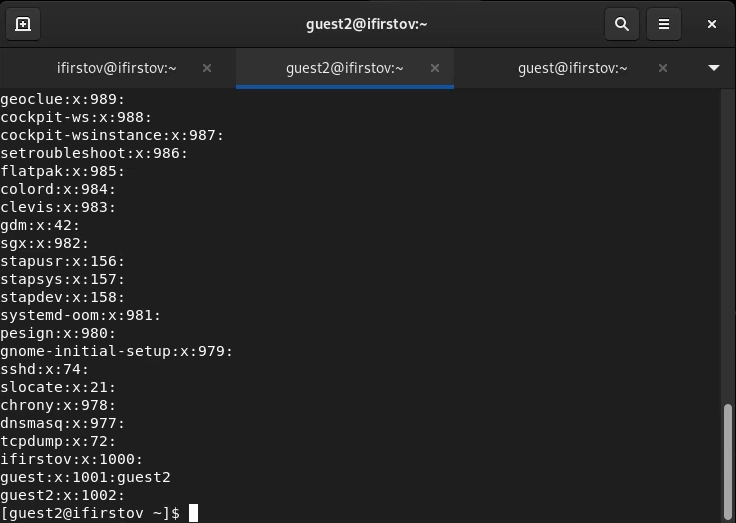 guest2@ifirstov:~
ifirstov@ifirstov:~
guest2@ifirstov:~
guest@ifirstov:~
geoclue:x:989:
cockpit-ws:x:988:
cockpit-wsinstance:x:987:
setroubleshoot:x:986:
flatpak:x:985:
colord:x:984:
clevis:x:983:
gdm:x:42:
sgx:x:982:
stapusr:x:156:
stapsys:x:157:
stapdev:x:158:
systemd-oom:x:981:
pesign:x:980:
gnome-initial-setup:x:979:
sshd:x:74:
slocate:x:21:
chrony:x:978:
dnsmasq:x:977:
tcpdump:x:72:
ifirstov:x:1000:
guest:x:1001:guest2
guest2:x:1002:
[guest2@ifirstov ~]$